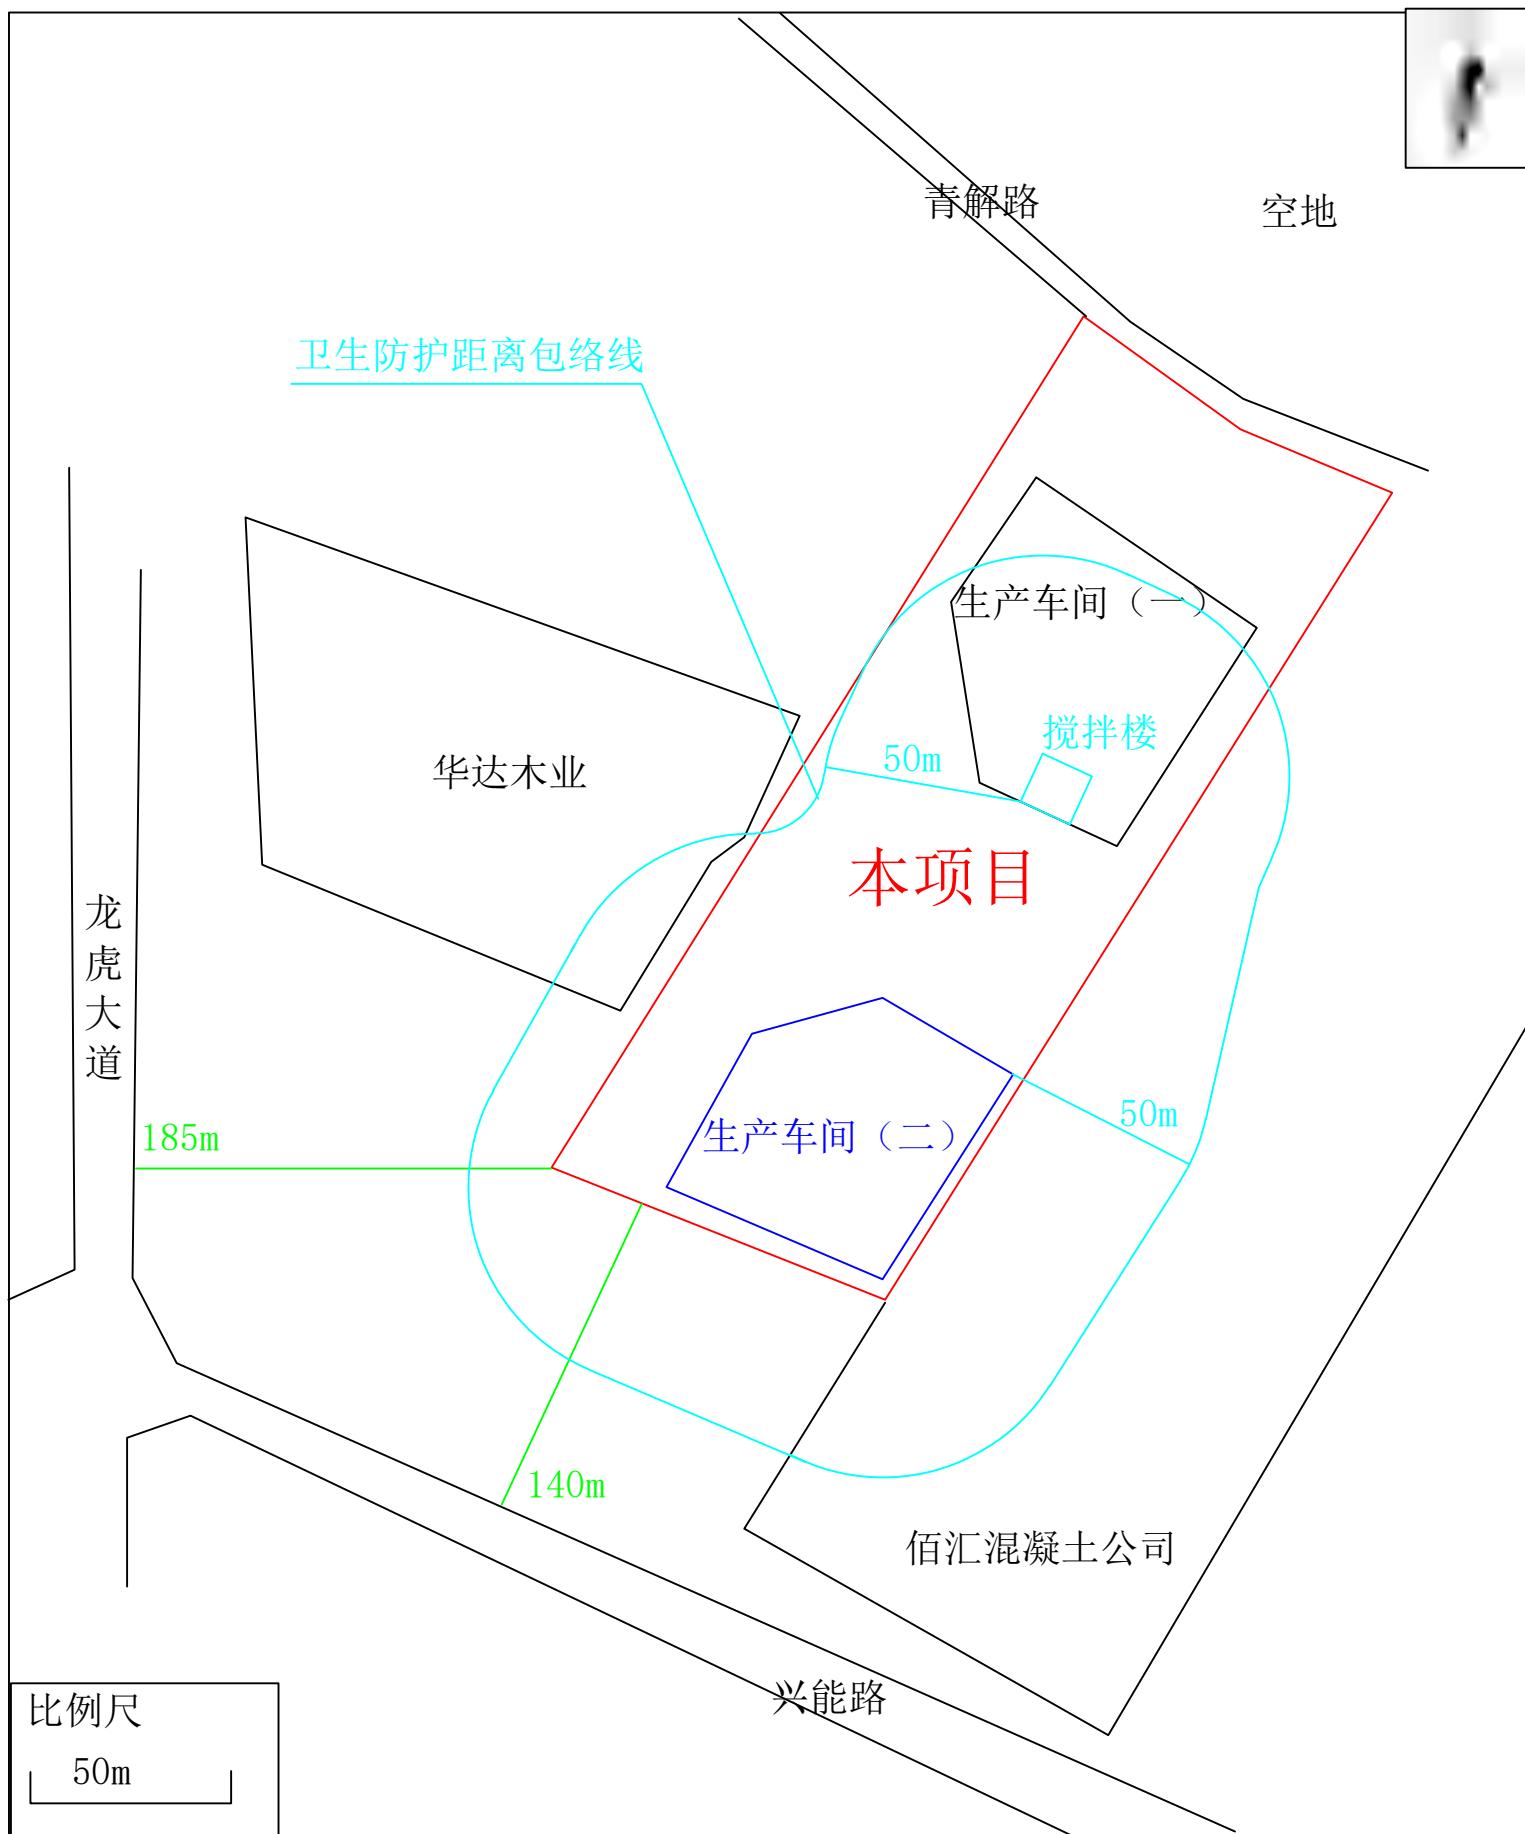 青解路
空地
卫生防护距离包络线
生产车间（一）
搅拌楼
50m
华达木业
本项目
龙虎大道
50m
生产车间（二）
185m
140m
佰汇混凝土公司
兴能路
比例尺
50m